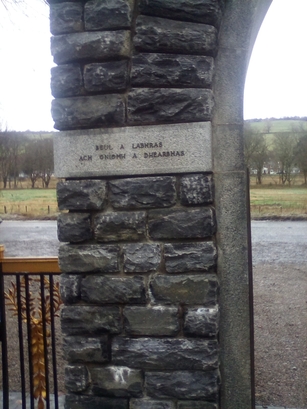 BEUL A LABHRAS
ACH GNIOMH A DHEARBHAS